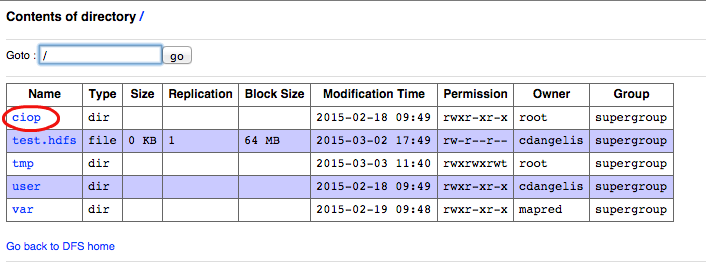 Contents of directory /
Goto : / go
Name Type Size Replication Block Size Modification Time Permission Owner Group
ciop dir 2015-02-18 09:49 rwxr-xr-x root supergroup
test.hdfs file 0 KB 1 64 MB 2015-03-02 17:49 rw-r--r-- cdangelis supergroup
tmp dir 2015-03-03 11:40 rwxrwxrwt root supergroup
user dir 2015-02-18 09:49 rwxr-xr-x cdangelis supergroup
var dir 2015-02-19 09:48 rwxr-xr-x mapred supergroup
Go back to DFS home